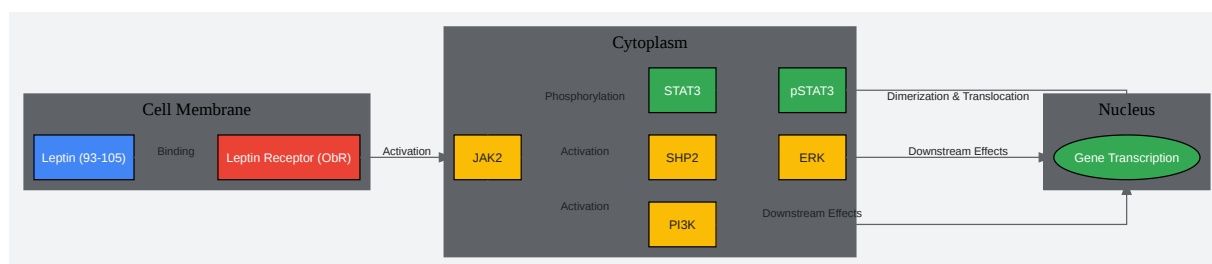 Cytoplasm
Cell Membrane
Nucleus
Leptin (93-105)
Binding
Leptin Receptor (ObR)
Activation
JAK2
Phosphorylation
STAT3
pSTAT3
Dimerization & Translocation
Activation
SHP2
ERK
Downstream Effects
Gene Transcription
Activation
PI3K
Downstream Effects